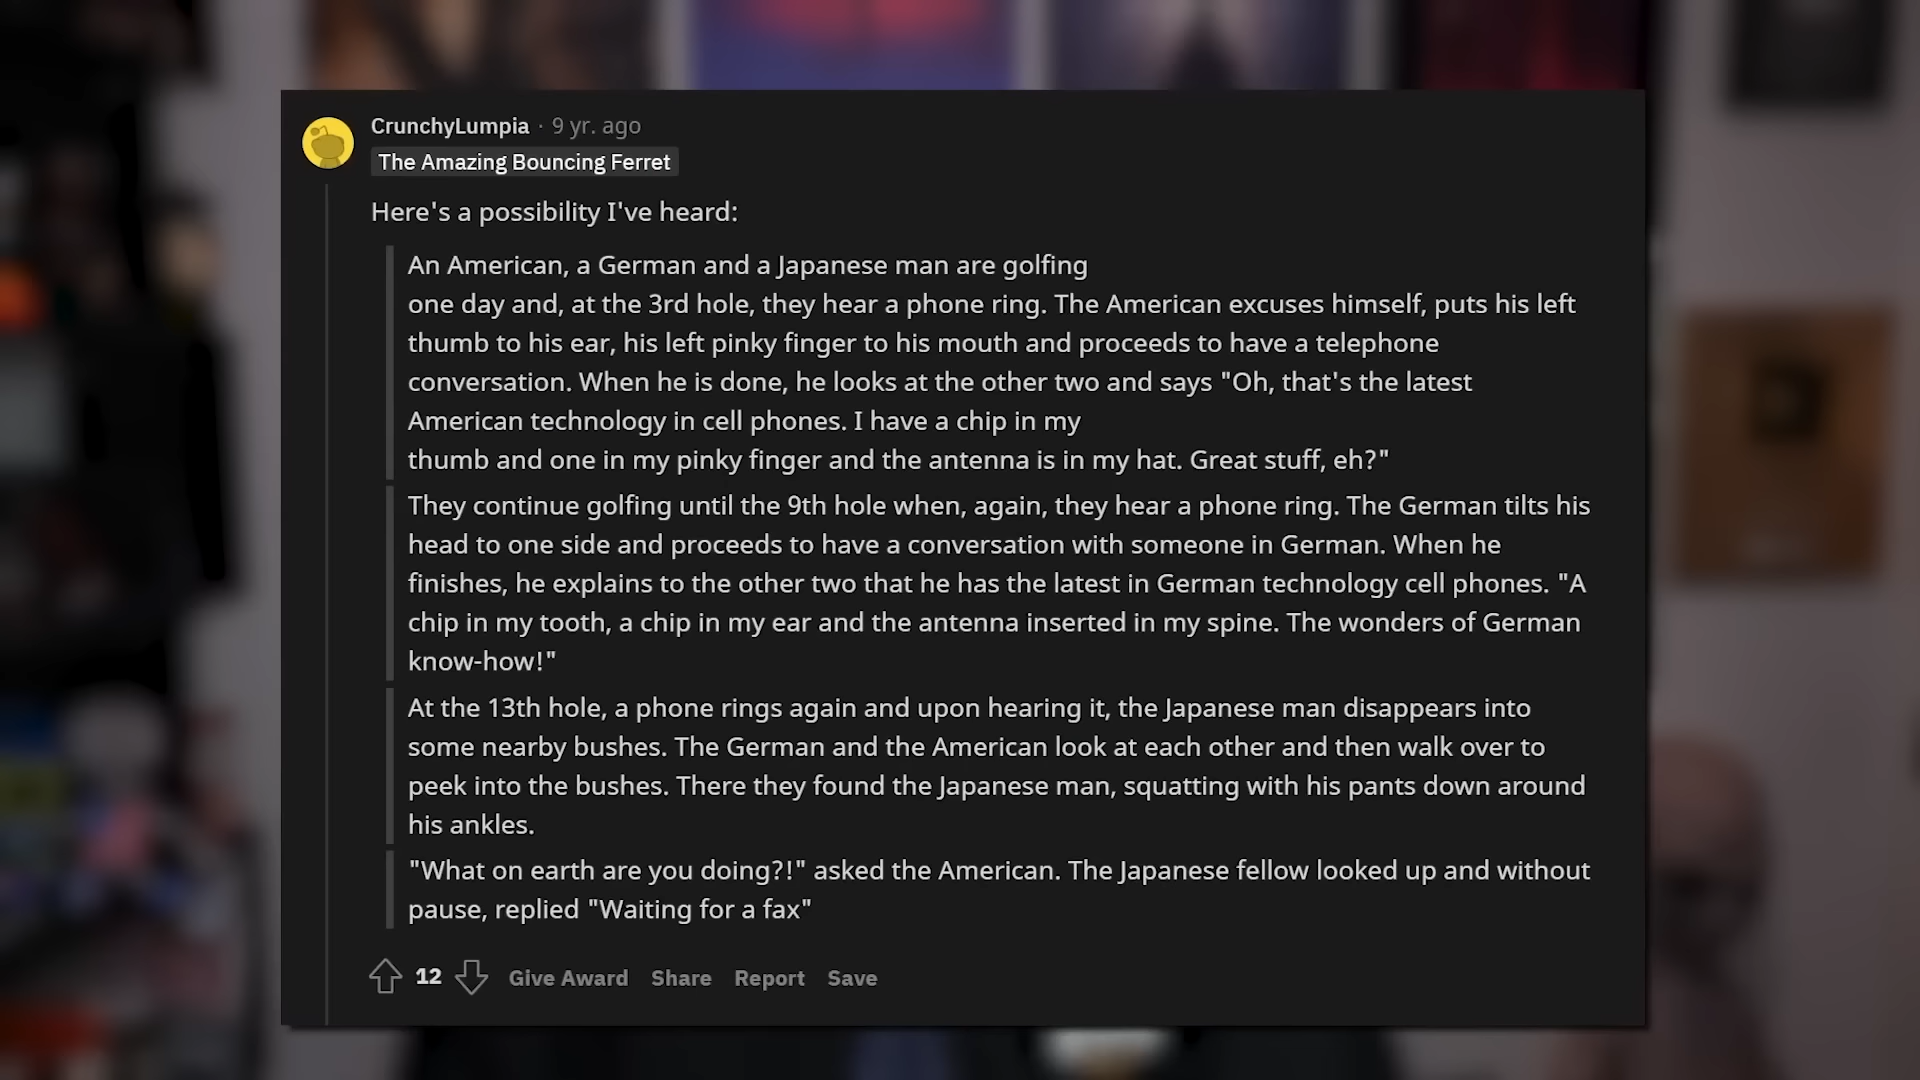 CrunchyLumpia · 9 yr. ago
The Amazing Bouncing Ferret
Here's a possibility I've heard:
An American, a German and a Japanese man are golfing
one day and, at the 3rd hole, they hear a phone ring. The American excuses himself, puts his left
thumb to his ear, his left pinky finger to his mouth and proceeds to have a telephone
conversation. When he is done, he looks at the other two and says "Oh, that's the latest
American technology in cell phones. I have a chip in my
thumb and one in my pinky finger and the antenna is in my hat. Great stuff, eh?"
They continue golfing until the 9th hole when, again, they hear a phone ring. The German tilts his
head to one side and proceeds to have a conversation with someone in German. When he
finishes, he explains to the other two that he has the latest in German technology cell phones. "A
chip in my tooth, a chip in my ear and the antenna inserted in my spine. The wonders of German
know-how!"
At the 13th hole, a phone rings again and upon hearing it, the Japanese man disappears into
some nearby bushes. The German and the American look at each other and then walk over to
peek into the bushes. There they found the Japanese man, squatting with his pants down around
his ankles.
"What on earth are you doing?!" asked the American. The Japanese fellow looked up and without
pause, replied "Waiting for a fax"
12 Give Award Share Report Save